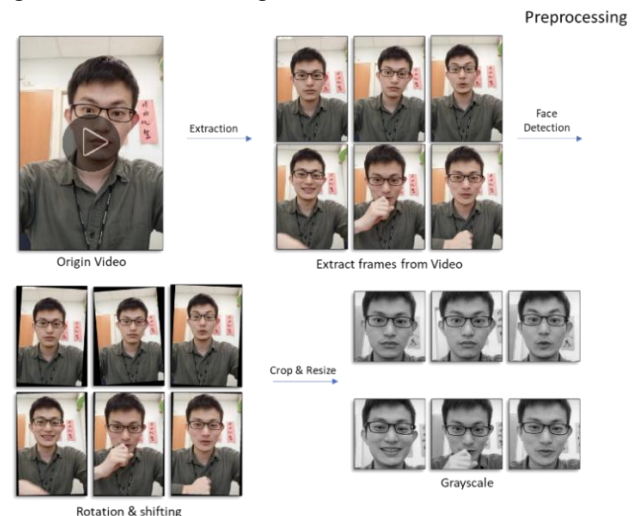 Preprocessing
Extraction
Face
Detection
Origin Video
Extract frames from Video
Crop & Resize
Rotation & shifting
Grayscale